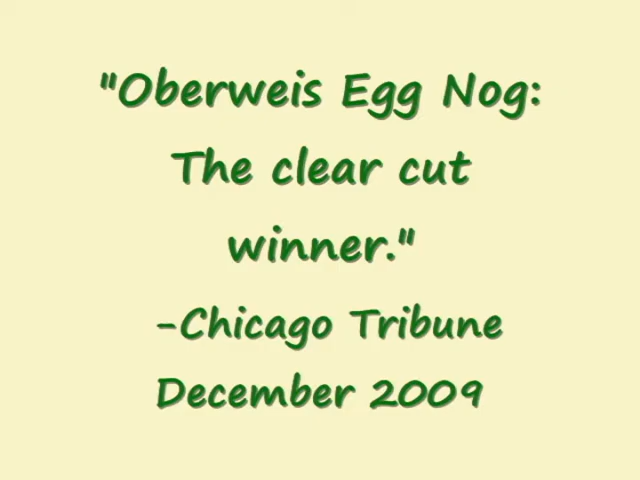 "Oberweis Egg Nog:
The clear cut
winner."
-Chicago Tribune
December 2009